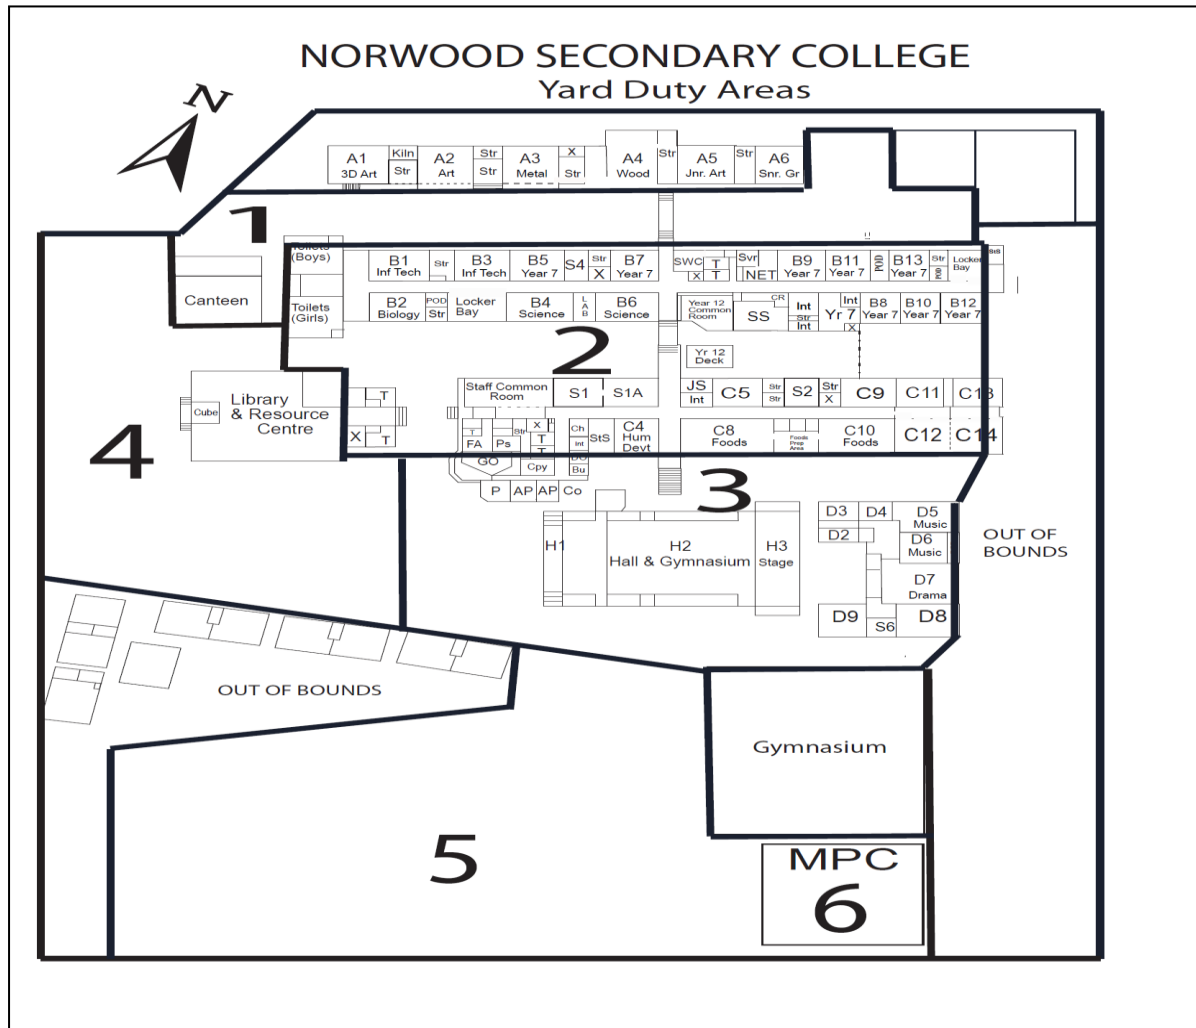 NORWOOD SECONDARY COLLEGE
Yard Duty Areas
N
A1
3D Art
Kiln
Str
A2
Art
Str
Str
A3
Metal
X
Str
A4
Wood
Str
A5
Jnr. Art
Str
A6
Snr. Gr
1
Toilets
(Boys)
Canteen
Toilets
(Girls)
B1
Inf Tech
Str
B3
Inf Tech
B5
Year 7
S4
Str
X
B7
Year 7
SWC
T
X
T
Svr
NET
B9
Year 7
B11
Year 7
POD
B13
Year 7
Str
POD
Locker
Bay
StS
B2
Biology
POD
Str
Locker
Bay
B4
Science
LAB
B6
Science
Year 12
Common
Room
CR
SS
Int
Str
Int
Int
Yr 7
X
B8
Year 7
B10
Year 7
B12
Year 7
2
Yr 12
Deck
Staff Common
Room
S1
S1A
JS
Int
C5
Str
Str
S2
Str
X
C9
C11
C13
T
X
T
Cube
Library
& Resource
Centre
4
T
FA
Ps
Str
X
T
T
GO
Cpy
Ch
Int
DO
Bu
StS
C4
Hum
Devt
C8
Foods
Foods
Prep
Area
C10
Foods
C12
C14
P
AP
AP
Co
3
H1
H2
Hall & Gymnasium
H3
Stage
D3
D4
D5
Music
D2
D6
Music
D7
Drama
D9
S6
D8
OUT OF
BOUNDS
OUT OF BOUNDS
Gymnasium
5
MPC
6